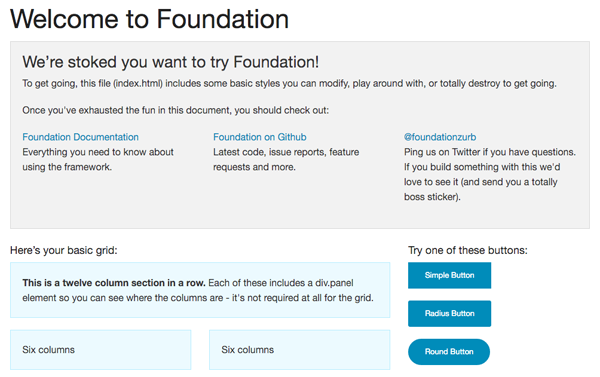 Welcome to Foundation
We’re stoked you want to try Foundation!
To get going, this file (index.html) includes some basic styles you can modify, play around with, or totally destroy to get going.
Once you've exhausted the fun in this document, you should check out:
Foundation Documentation
Everything you need to know about
using the framework.
Foundation on Github
Latest code, issue reports, feature
requests and more.
@foundationzurb
Ping us on Twitter if you have questions.
If you build something with this we'd
love to see it (and send you a totally
boss sticker).
Here’s your basic grid:
This is a twelve column section in a row. Each of these includes a div.panel
element so you can see where the columns are - it's not required at all for the grid.
Six columns
Six columns
Try one of these buttons:
Simple Button
Radius Button
Round Button